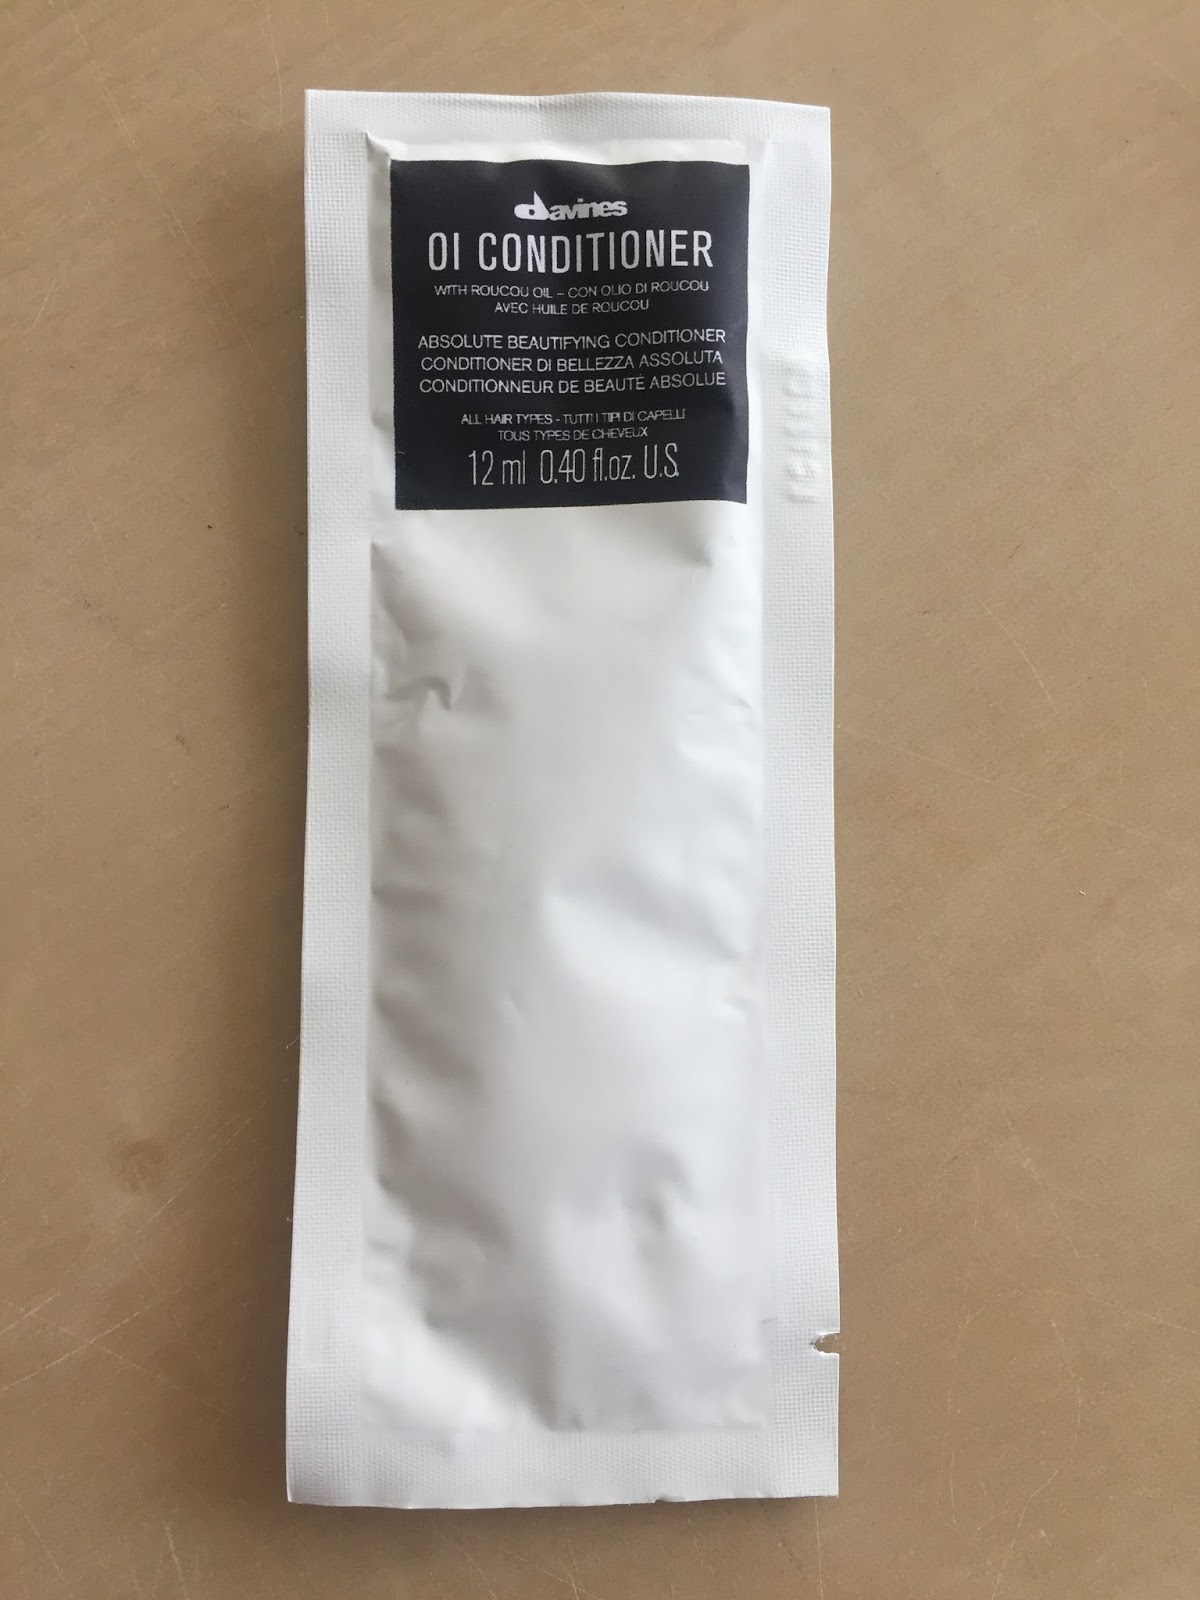 davines
OI CONDITIONER
WITH ROUCOU OIL – CON OLIO DI ROUCOU
AVEC HUILE DE ROUCOU
ABSOLUTE BEAUTIFYING CONDITIONER
CONDITIONER DI BELLEZZA ASSOLUTA
CONDITIONNEUR DE BEAUTÉ ABSOLUE
ALL HAIR TYPES - TUTTI I TIPI DI CAPELLI
TOUS TYPES DE CHEVEUX
12 ml 0.40 fl.oz. U.S.